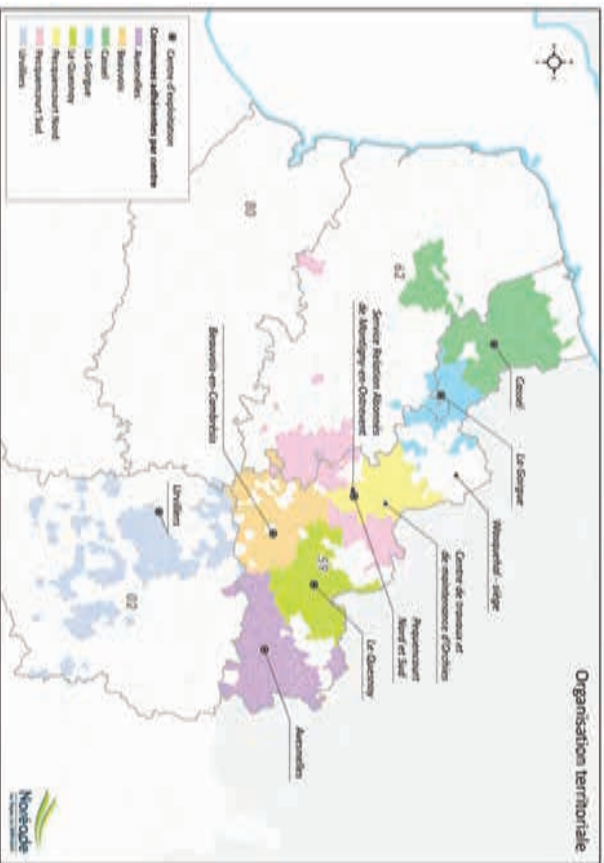 Organisation territoriale
Cassel
La Gorgue
Wasquehal - siège
Centre de travaux et
de maintenance d'Orchies
Pecquencourt
Nord et Sud
Le Quesnoy
Avesnelles
Service Relation Abonnés
de Montigny-en-Ostrevent
Beauvois-en-Cambrésis
Urvillers
62
80
59
02
Centre d'exploitation
Communes adhérentes par centre
Avesnelles
Beauvois
Cassel
La Gorgue
Le Quesnoy
Pecquencourt Nord
Pecquencourt Sud
Urvillers
Noréade